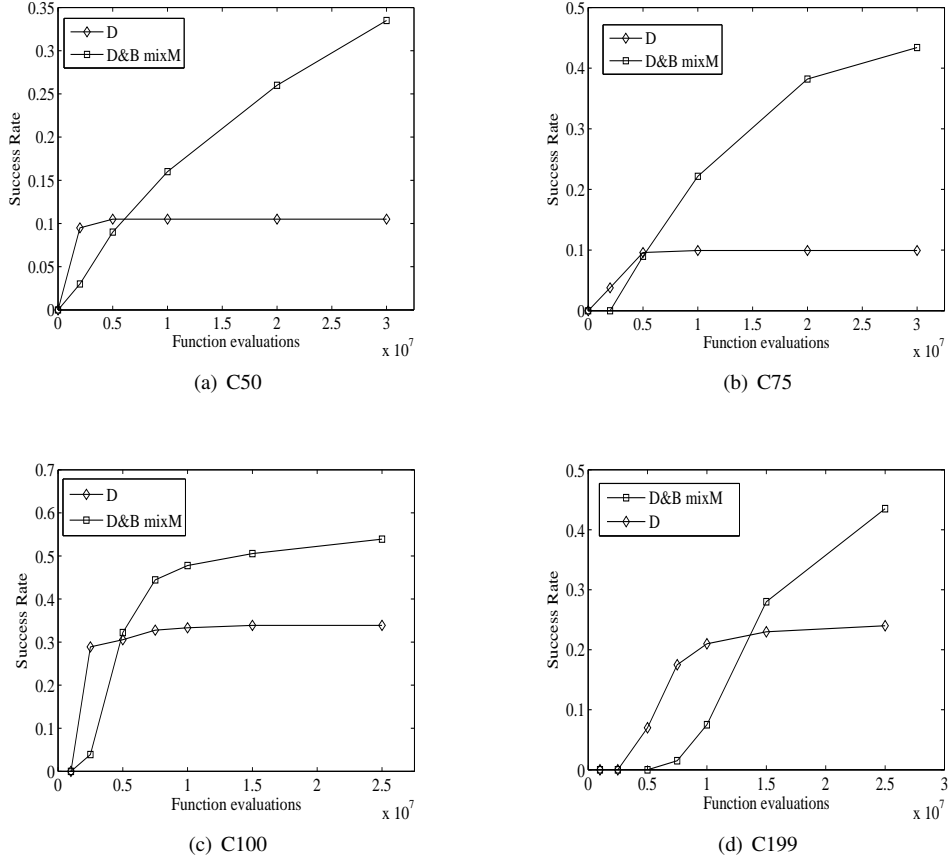 0.35
0.3
0.25
0.2
0.15
0.1
0.05
0
Success Rate
D
D&B mixM
0 0.5 1 1.5 2 2.5 3
Function evaluations
x 10^7
(a) C50
0.5
0.4
0.3
0.2
0.1
0
Success Rate
D
D&B mixM
0 0.5 1 1.5 2 2.5 3
Function evaluations
x 10^7
(b) C75
0.7
0.6
0.5
0.4
0.3
0.2
0.1
0
Success Rate
D
D&B mixM
0 0.5 1 1.5 2 2.5
Function evaluations
x 10^7
(c) C100
0.5
0.4
0.3
0.2
0.1
0
Success Rate
D&B mixM
D
0 0.5 1 1.5 2 2.5 3
Function evaluations
x 10^7
(d) C199